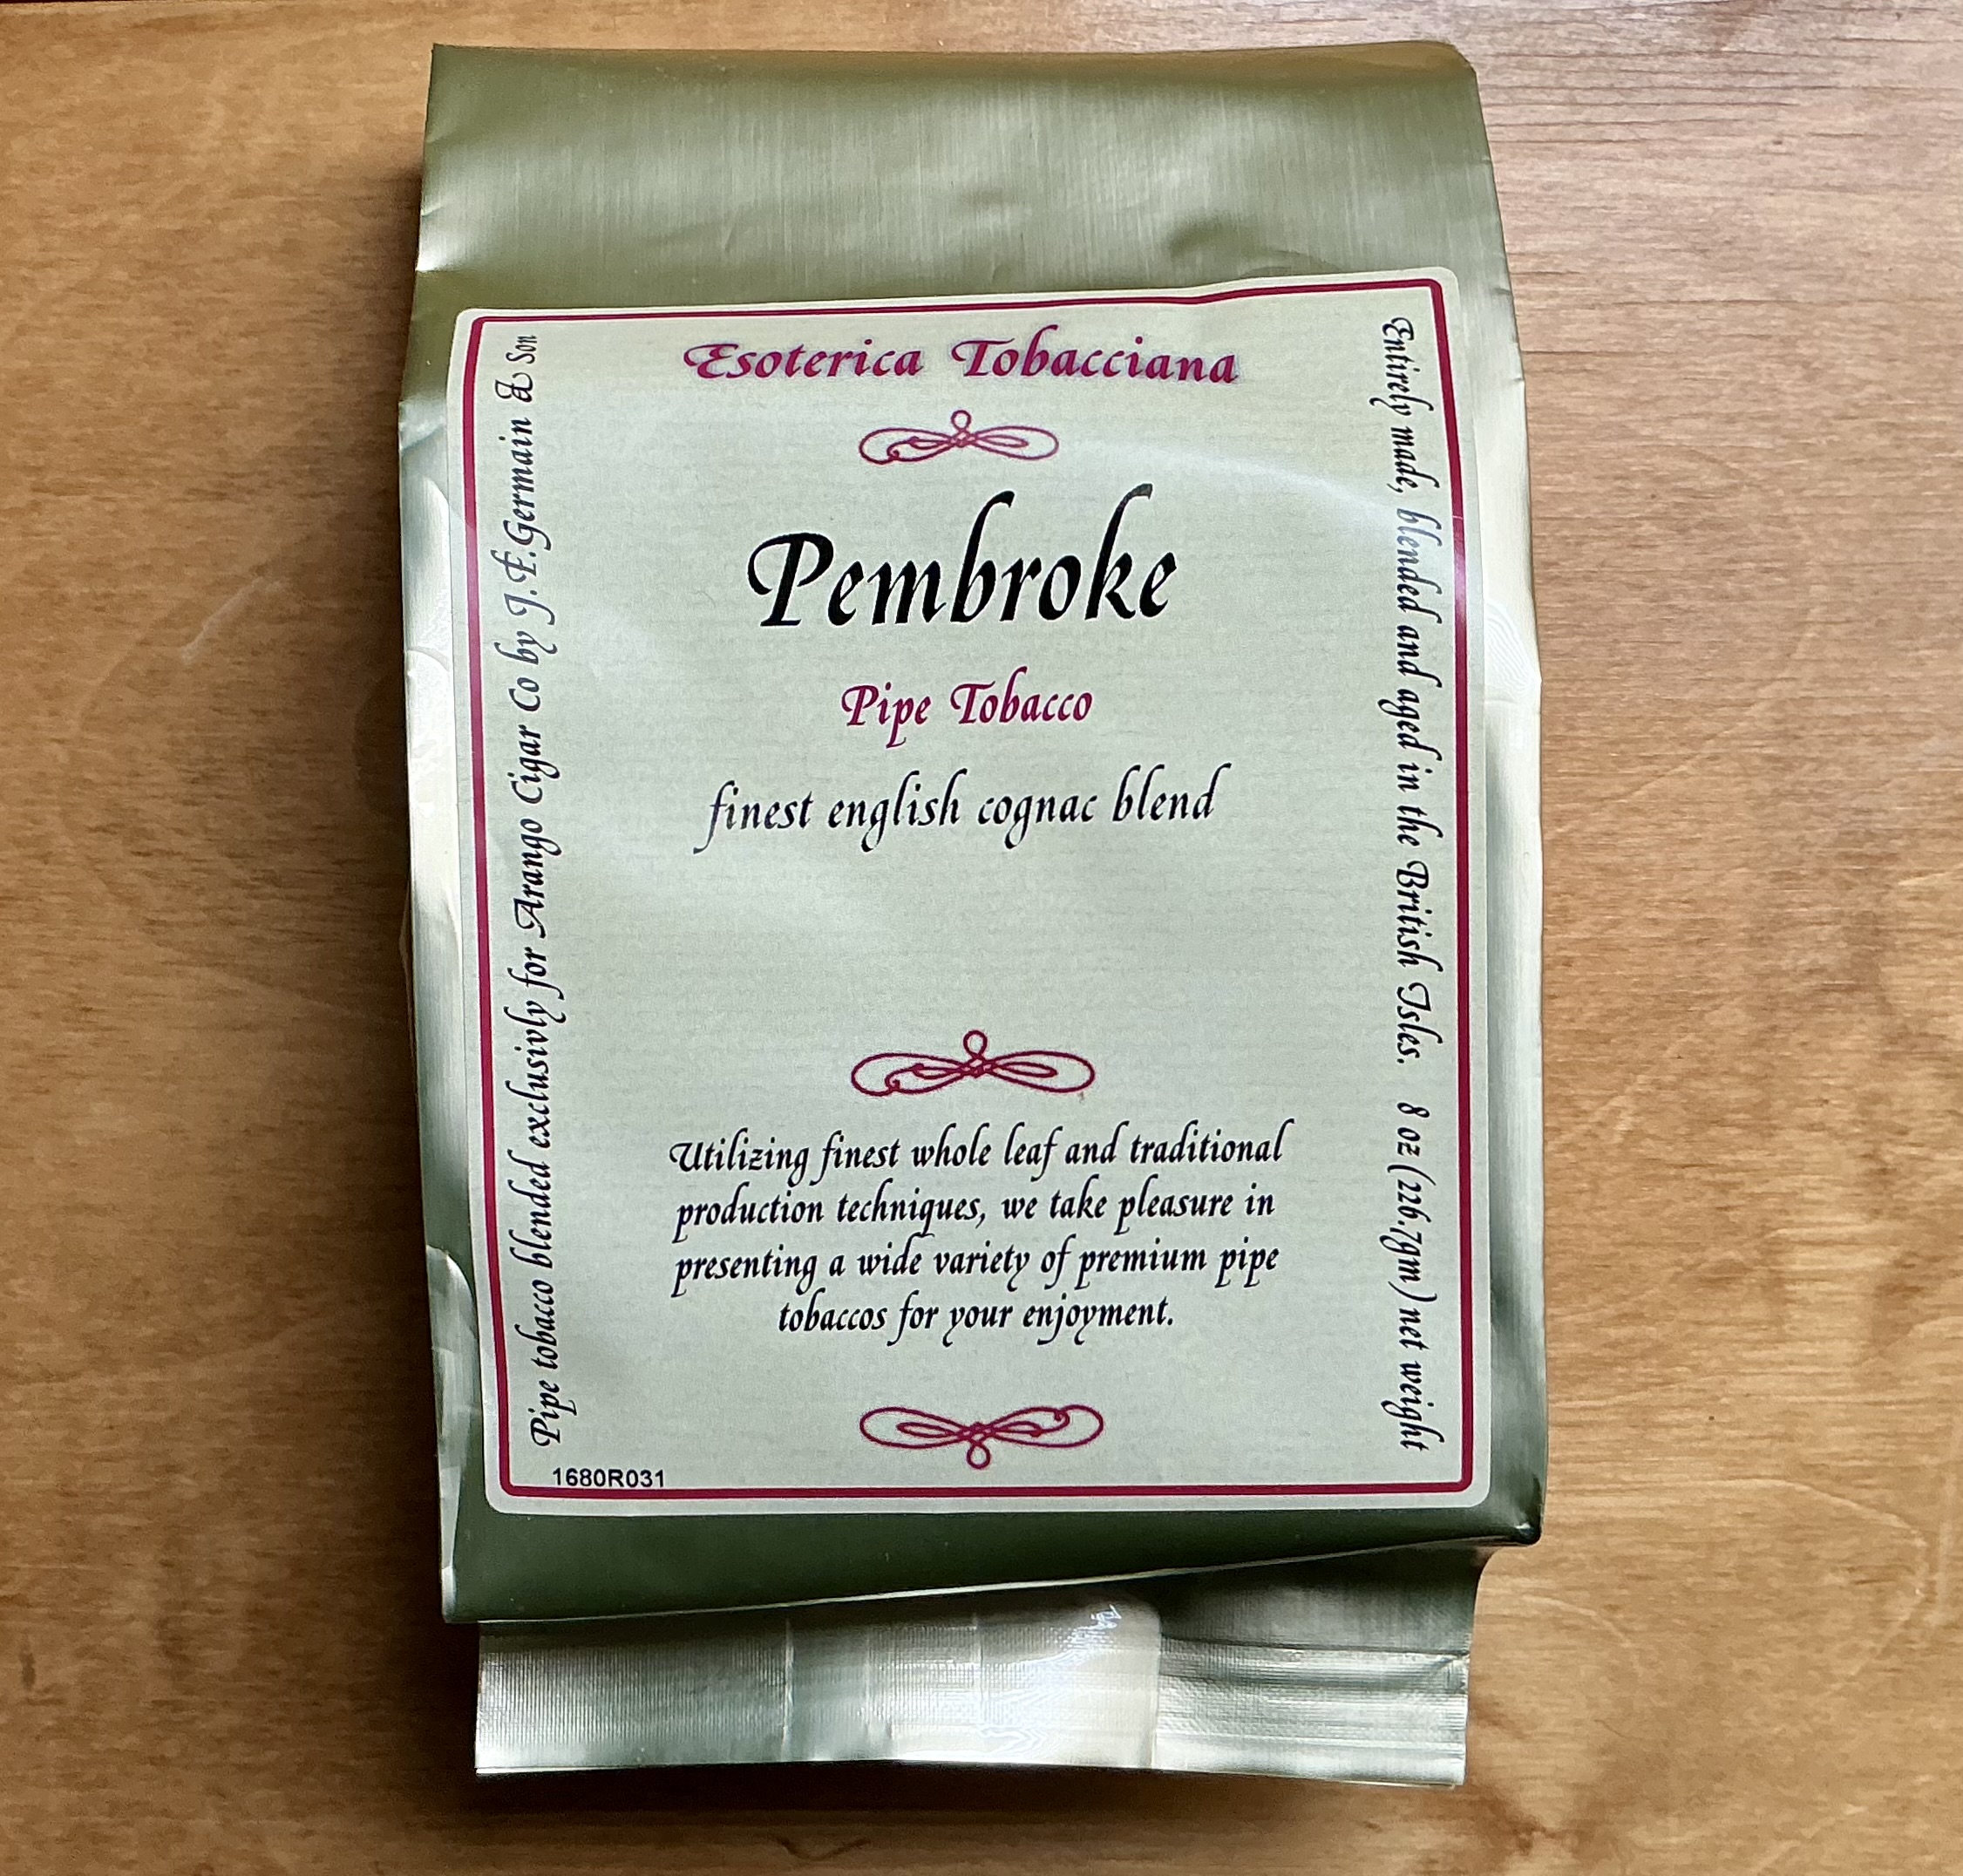 Esoterica Tobacciana
Pembroke
Pipe Tobacco
finest english cognac blend
Utilizing finest whole leaf and traditional
production techniques, we take pleasure in
presenting a wide variety of premium pipe
tobaccos for your enjoyment.
Pipe tobacco blended exclusivly for Arango Cigar Co by J.F.Germain & Son
Entirely made, blended and aged in the British Isles. 8 oz (226.7gm) net weight
1680R031